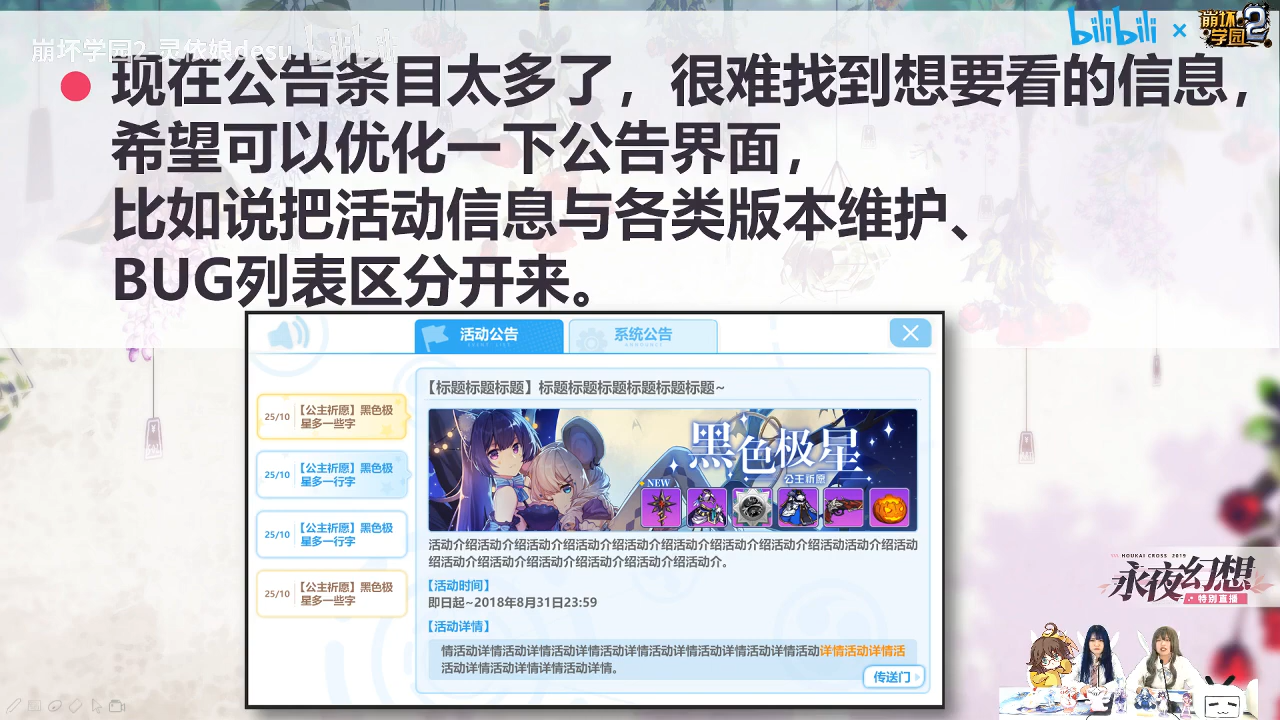 崩坏学园2-灵依娘desu
bilibili
bilibili × 崩坏学园2
现在公告条目太多了，很难找到想要看的信息，
希望可以优化一下公告界面，
比如说把活动信息与各类版本维护、
BUG列表区分开来。
活动公告
系统公告
【标题标题标题】标题标题标题标题标题标题~
25/10 【公主祈愿】黑色极
星多一些字
25/10 【公主祈愿】黑色极
星多一行字
25/10 【公主祈愿】黑色极
星多一行字
25/10 【公主祈愿】黑色极
星多一些字
黑色极星
公主祈愿
NEW
活动介绍活动介绍活动介绍活动介绍活动介绍活动介绍活动介绍活动介绍活动活动介绍活动
绍活动介绍活动介绍活动介绍活动介绍活动介绍活动介。
【活动时间】
即日起~2018年8月31日23:59
【活动详情】
情活动详情活动详情活动详情活动详情活动详情活动详情活动详情活动详情活动详情活动
活动详情活动详情详情活动详情。
传送门
HOUKAI CROSS 2019
永夜幻想
特别直播